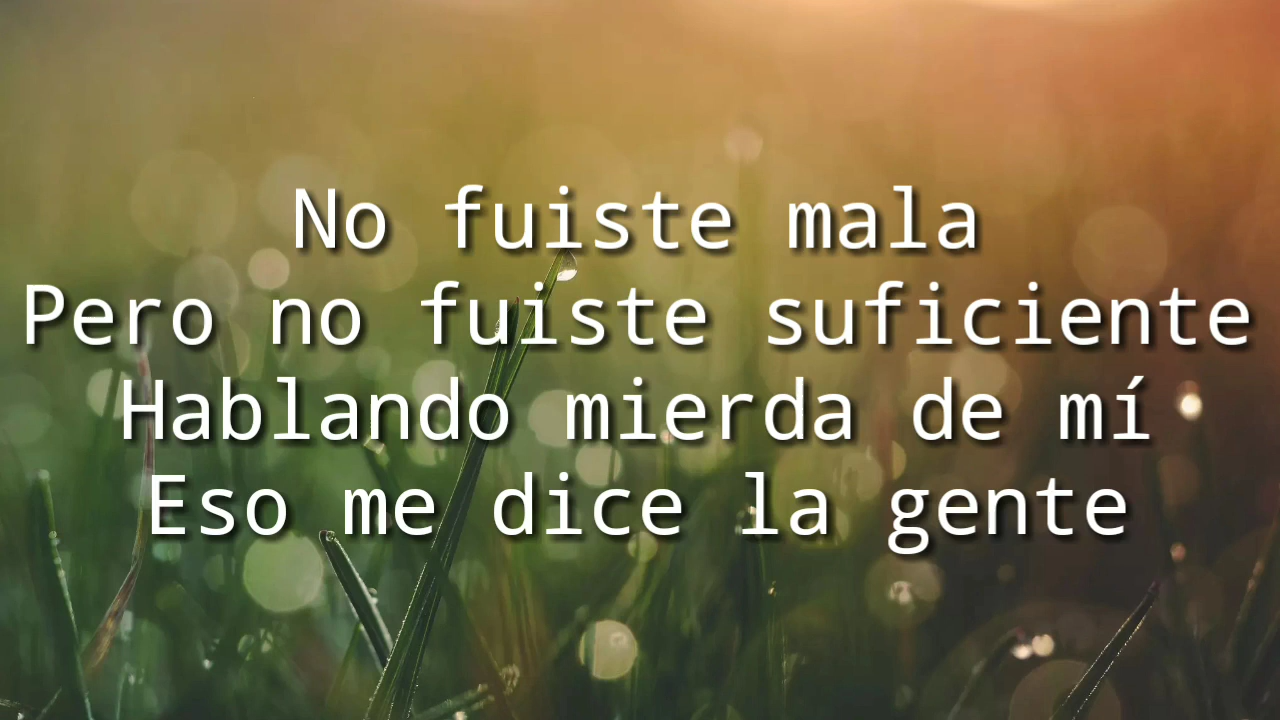 No fuiste mala
Pero no fuiste suficiente
Hablando mierda de mí
Eso me dice la gente